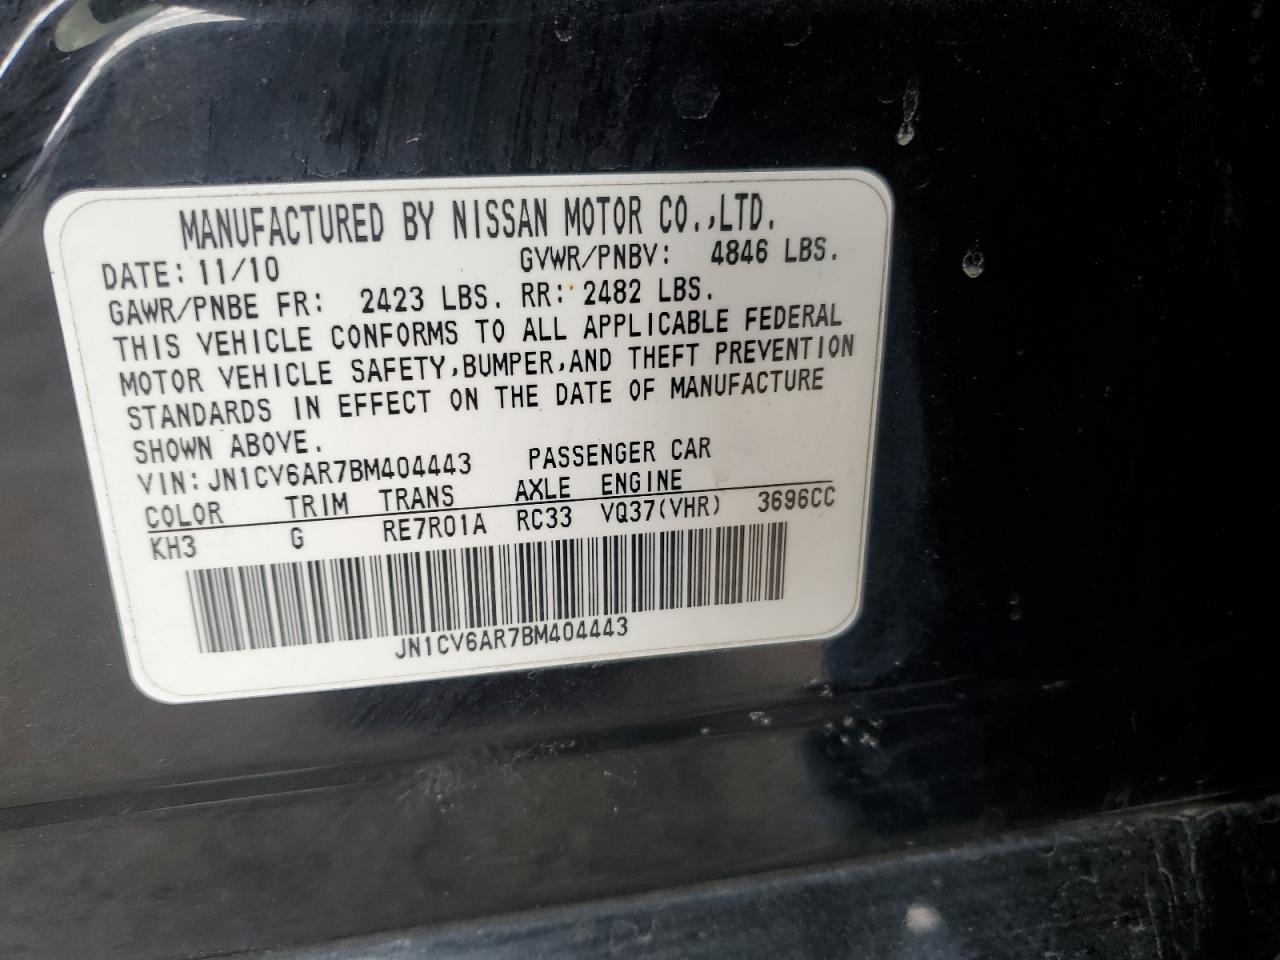 MANUFACTURED BY NISSAN MOTOR CO.,LTD.
DATE: 11/10 GVWR/PNBV: 4846 LBS.
GAWR/PNBE FR: 2423 LBS. RR: 2482 LBS.
THIS VEHICLE CONFORMS TO ALL APPLICABLE FEDERAL
MOTOR VEHICLE SAFETY,BUMPER,AND THEFT PREVENTION
STANDARDS IN EFFECT ON THE DATE OF MANUFACTURE
SHOWN ABOVE.
VIN:JN1CV6AR7BM404443 PASSENGER CAR
COLOR TRIM TRANS AXLE ENGINE
KH3 G RE7R01A RC33 VQ37(VHR) 3696CC
JN1CV6AR7BM404443